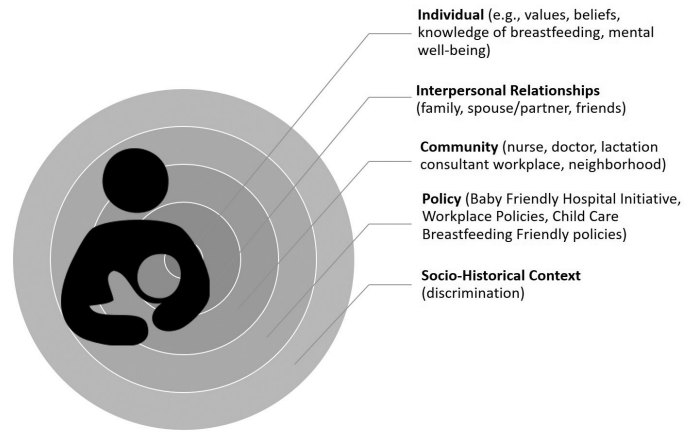 Individual (e.g., values, beliefs,
knowledge of breastfeeding, mental
well-being)
Interpersonal Relationships
(family, spouse/partner, friends)
Community (nurse, doctor, lactation
consultant workplace, neighborhood)
Policy (Baby Friendly Hospital Initiative,
Workplace Policies, Child Care
Breastfeeding Friendly policies)
Socio-Historical Context
(discrimination)